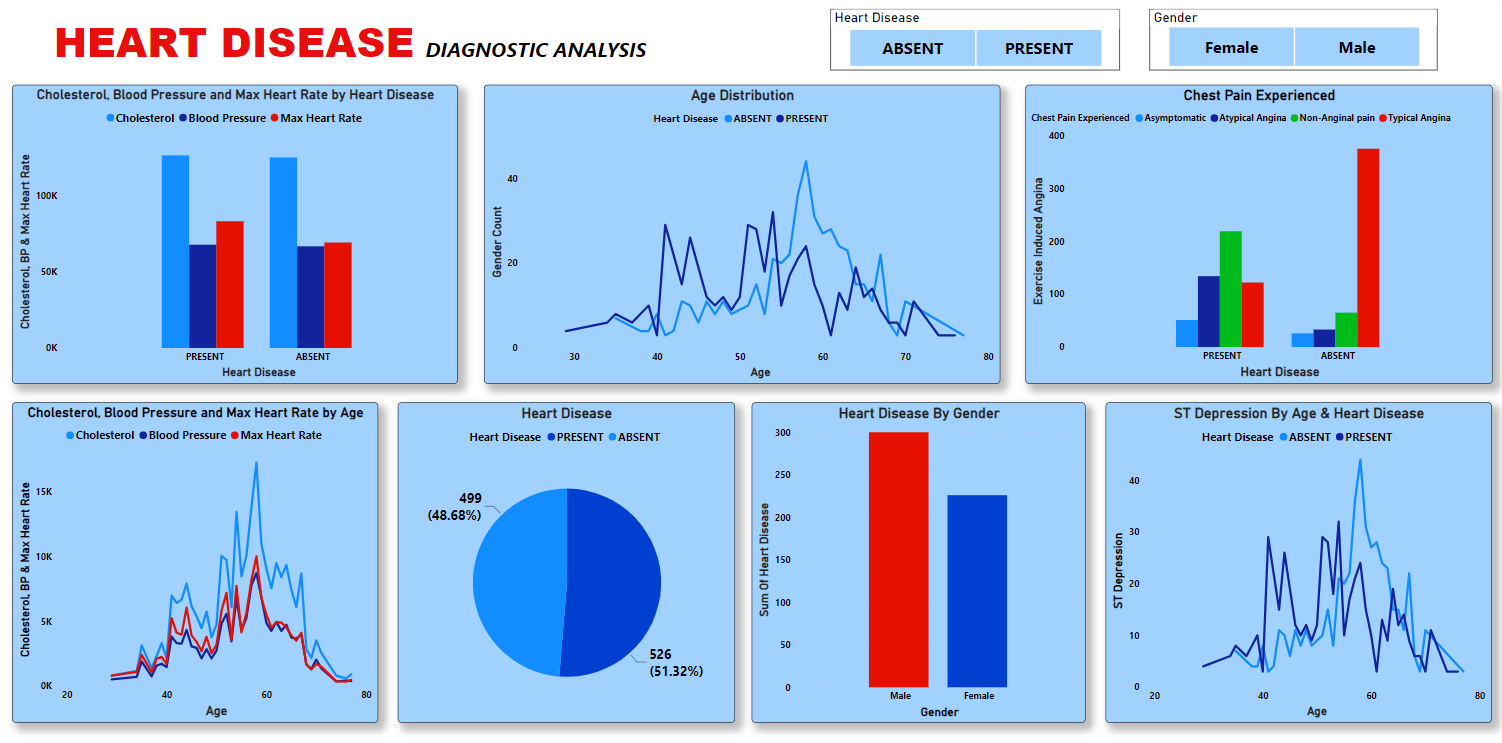 HEART DISEASE DIAGNOSTIC ANALYSIS
Heart Disease
ABSENT PRESENT
Gender
Female Male
Cholesterol, Blood Pressure and Max Heart Rate by Heart Disease
Cholesterol Blood Pressure Max Heart Rate
Cholesterol, BP & Max Heart Rate
100K
50K
0K
PRESENT ABSENT
Heart Disease
Age Distribution
Heart Disease ABSENT PRESENT
Gender Count
40
20
0
30 40 50 60 70 80
Age
Chest Pain Experienced
Chest Pain Experienced Asymptomatic Atypical Angina Non-Anginal pain Typical Angina
Exercise Induced Angina
400
300
200
100
0
PRESENT ABSENT
Heart Disease
Cholesterol, Blood Pressure and Max Heart Rate by Age
Cholesterol Blood Pressure Max Heart Rate
Cholesterol, BP & Max Heart Rate
15K
10K
5K
0K
20 40 60 80
Age
Heart Disease
Heart Disease PRESENT ABSENT
499
(48.68%)
526
(51.32%)
Heart Disease By Gender
Sum Of Heart Disease
300
250
200
150
100
50
0
Male Female
Gender
ST Depression By Age & Heart Disease
Heart Disease ABSENT PRESENT
ST Depression
40
30
20
10
0
20 40 60 80
Age